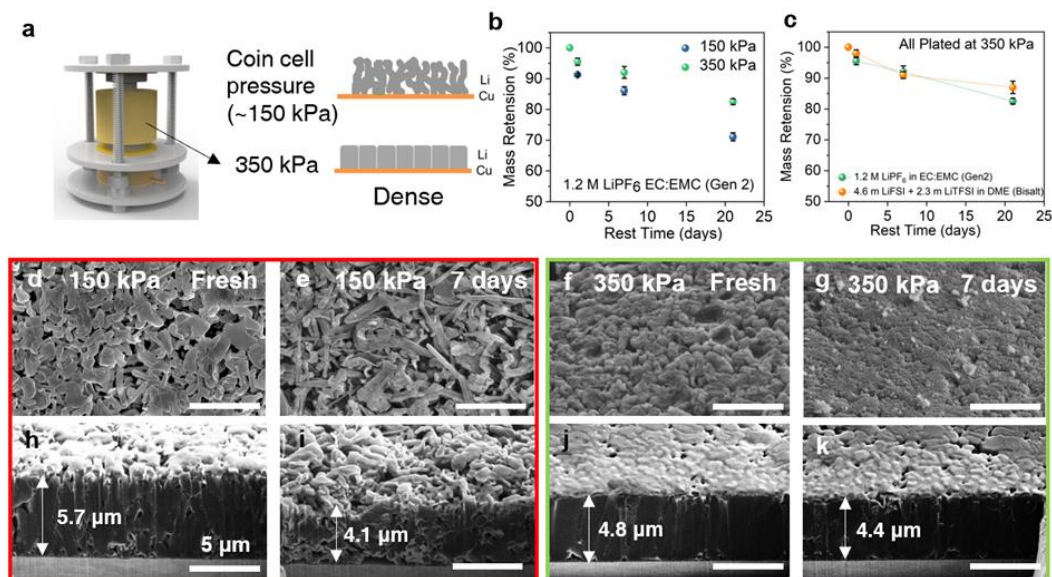 a
Coin cell
pressure
(~150 kPa)
350 kPa
Li
Cu
Li
Cu
Dense
b
Mass Retension (%)
100
90
80
70
60
50
150 kPa
350 kPa
1.2 M LiPF6 EC:EMC (Gen 2)
0 5 10 15 20 25
Rest Time (days)
c
Mass Retension (%)
100
90
80
70
60
50
All Plated at 350 kPa
1.2 M LiPF6 in EC:EMC (Gen2)
4.6 m LiFSI + 2.3 m LiTFSI in DME (Bisalt)
0 5 10 15 20 25
Rest Time (days)
d 150 kPa Fresh
e 150 kPa 7 days
f 350 kPa Fresh
g 350 kPa 7 days
h
5.7 µm
5 µm
i
4.1 µm
j
4.8 µm
k
4.4 µm